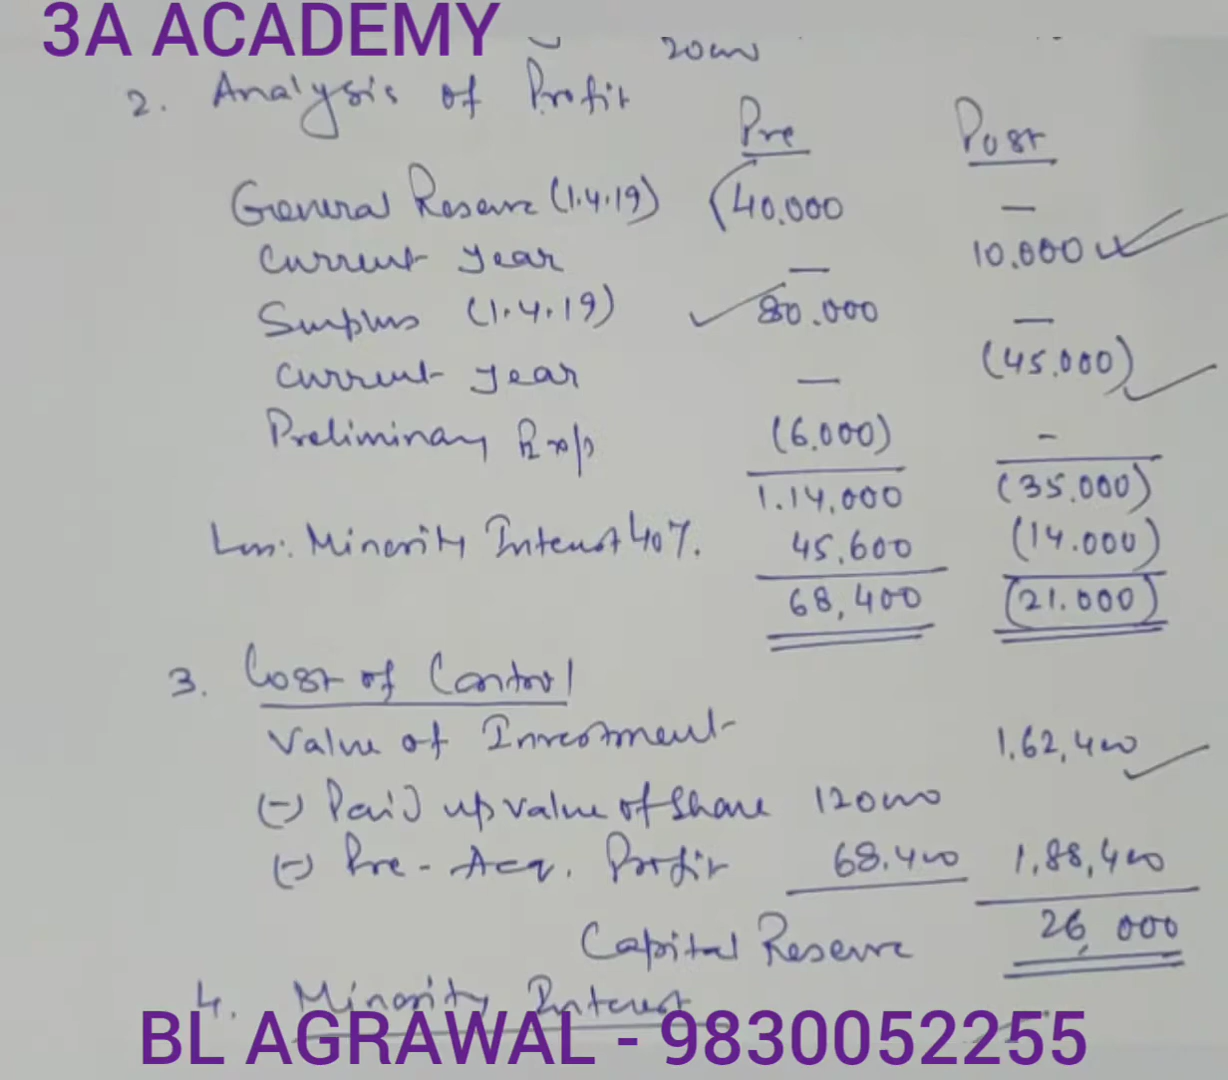 3A ACADEMY
20000
2. Analysis of Profit
Pre Post
General Reserve (1.4.19) 40,000 —
Current year — 10,000
Surplus (1.4.19) 80,000 —
Current year — (45,000)
Preliminary Exp (6,000) -
1,14,000 (35,000)
Less: Minority Interest 40%. 45,600 (14,000)
68,400 (21,000)
3. Cost of Control
Value of Investment 1,62,400
(-) Paid up value of Share 120000
(-) Pre-Acq. Profit 68,400 1,88,400
Capital Reserve 26,000
4. Minority Interest
BL AGRAWAL - 9830052255